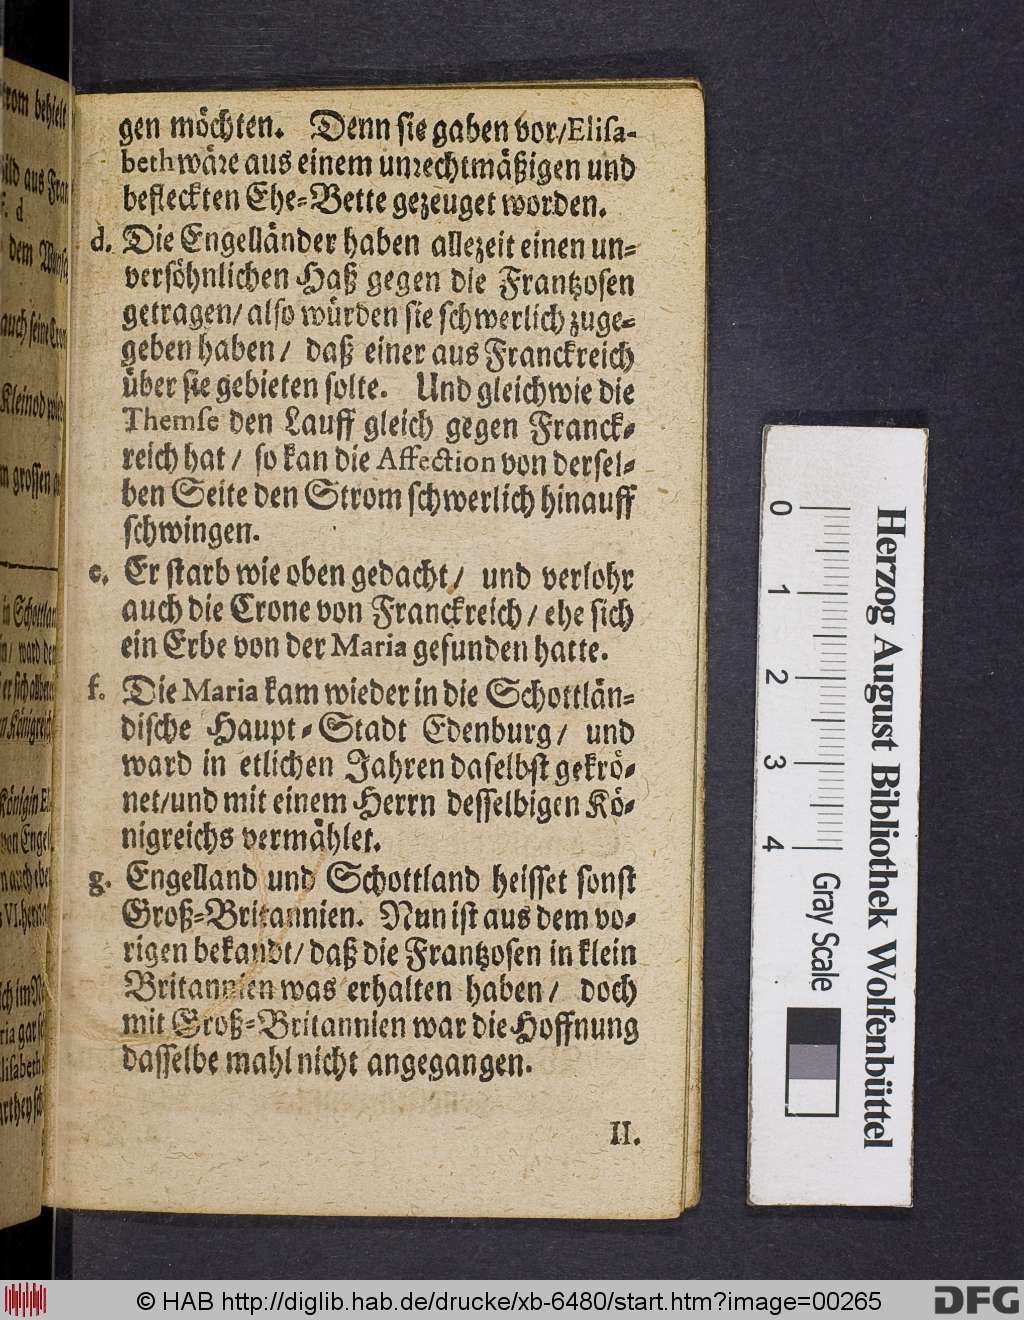 gen möchten. Denn sie gaben vor/Elisa-
beth wäre aus einem unrechtmäßigen und
befleckten Ehe-Bette gezeuget worden.
d. Die Engelländer haben allezeit einen un-
versöhnlichen Haß gegen die Frantzosen
getragen/ also würden sie schwerlich zuge-
geben haben/ daß einer aus Franckreich
über sie gebieten solte. Und gleichwie die
Themse den Lauff gleich gegen Franck-
reich hat/ so kan die Affection von dersel-
ben Seite den Strom schwerlich hinauff
schwingen.
e. Er starb wie oben gedacht/ und verlohr
auch die Crone von Franckreich/ ehe sich
ein Erbe von der Maria gefunden hatte.
f. Die Maria kam wieder in die Schottlän-
dische Haupt-Stadt Edenburg/ und
ward in etlichen Jahren daselbst gekrö-
net/und mit einem Herrn desselbigen Kö-
nigreichs vermählet.
g. Engelland und Schottland heisset sonst
Groß-Britannien. Nun ist aus dem vo-
rigen bekandt/ daß die Frantzosen in klein
Britannien was erhalten haben/ doch
mit Groß-Britannien war die Hoffnung
dasselbe mahl nicht angegangen.
II.
0 1 2 3 4
Herzog August Bibliothek Wolfenbüttel
Gray Scale
© HAB http://diglib.hab.de/drucke/xb-6480/start.htm?image=00265
DFG